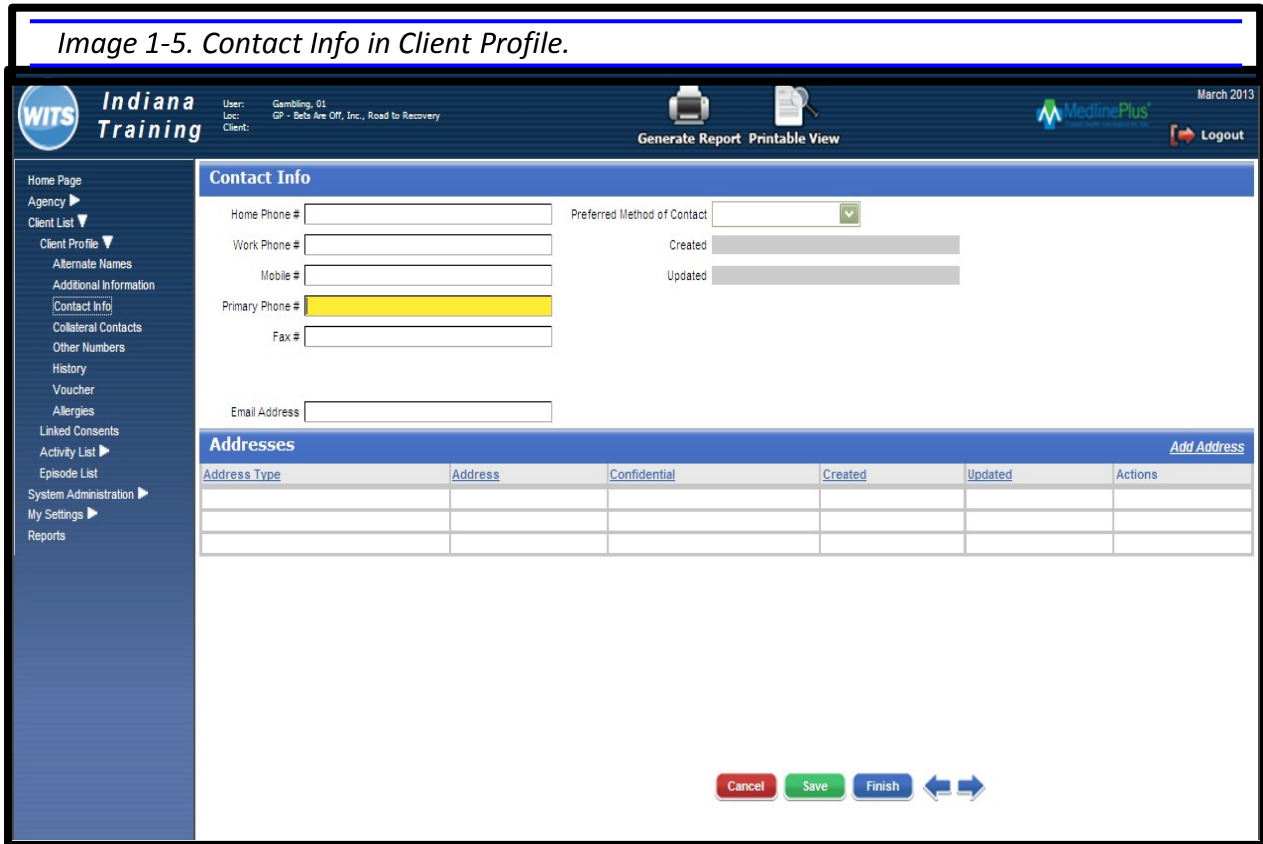 Image 1-5. Contact Info in Client Profile.
WITS
Indiana
Training
User: Gambling, 01
Loc: GP - Bets Are Off, Inc., Road to Recovery
Client:
Generate Report Printable View
MedlinePlus
March 2013
Logout
Home Page
Agency
Client List
Client Profile
Alternate Names
Additional Information
Contact Info
Collateral Contacts
Other Numbers
History
Voucher
Allergies
Linked Consents
Activity List
Episode List
System Administration
My Settings
Reports
Contact Info
Home Phone # Preferred Method of Contact
Work Phone # Created
Mobile # Updated
Primary Phone #
Fax #
Email Address
Addresses Add Address
Address Type Address Confidential Created Updated Actions
Cancel Save Finish